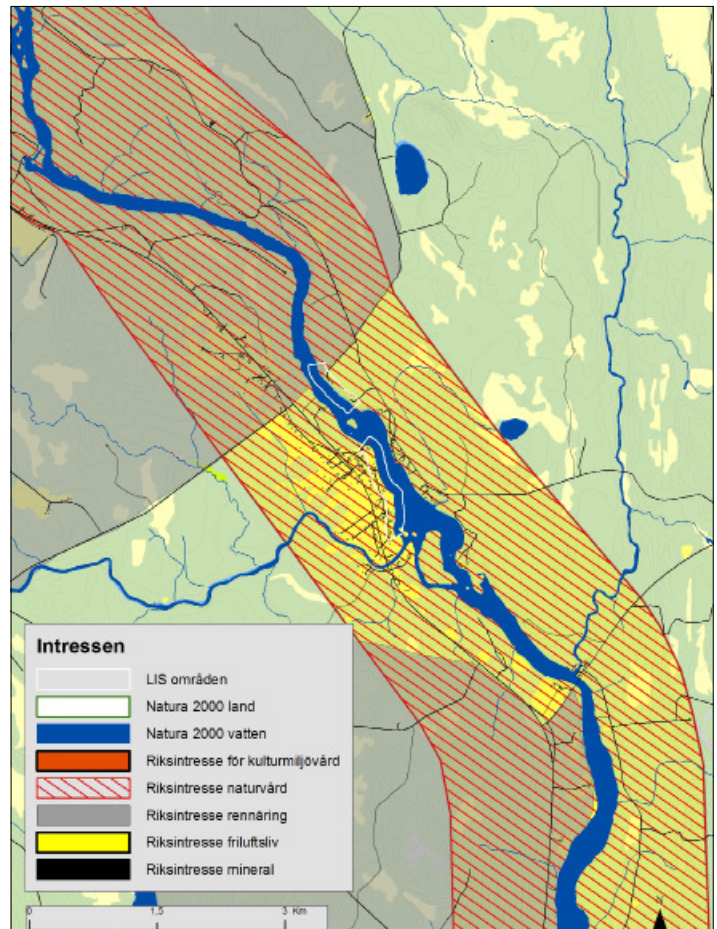 Intressen
LIS områden
Natura 2000 land
Natura 2000 vatten
Riksintresse för kulturmiljövård
Riksintresse naturvård
Riksintresse rennäring
Riksintresse friluftsliv
Riksintresse mineral
0 1,5 3 Km
N